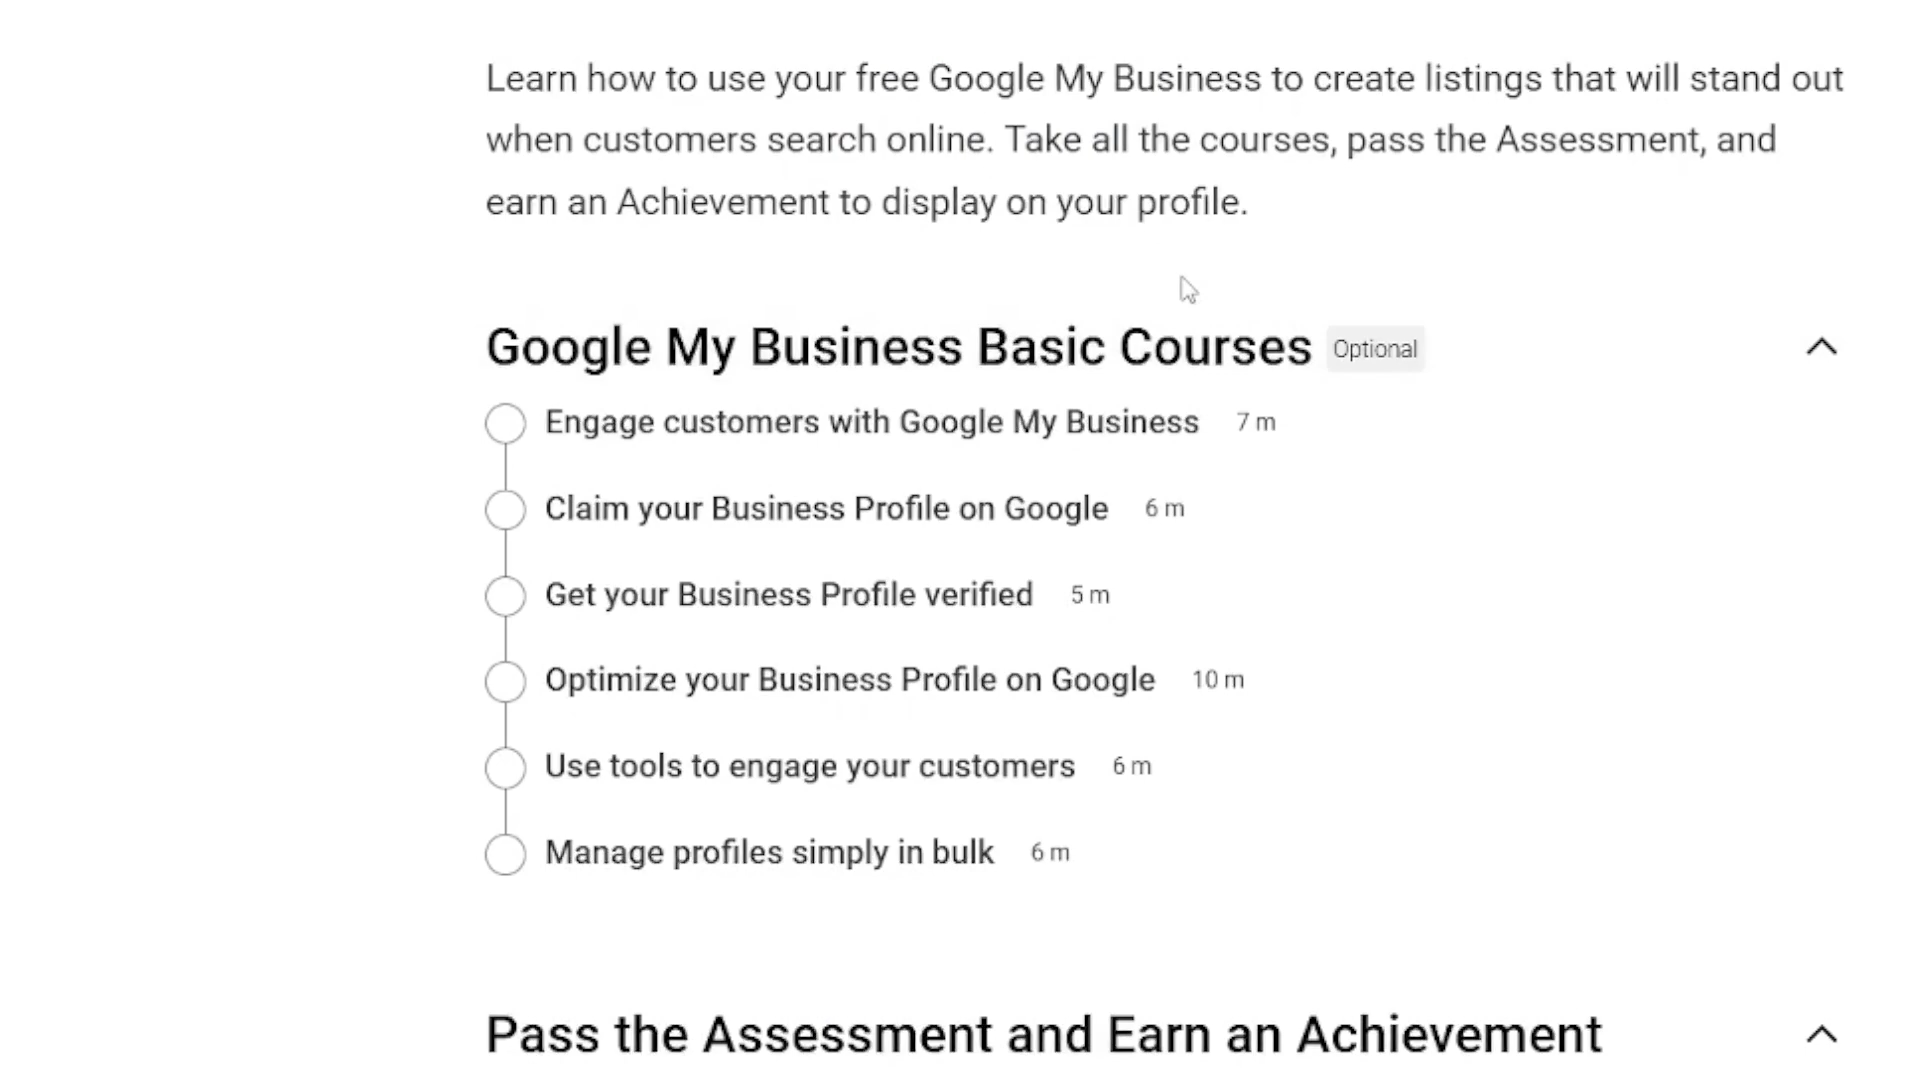 Learn how to use your free Google My Business to create listings that will stand out
when customers search online. Take all the courses, pass the Assessment, and
earn an Achievement to display on your profile.
Google My Business Basic Courses Optional
Engage customers with Google My Business 7 m
Claim your Business Profile on Google 6 m
Get your Business Profile verified 5 m
Optimize your Business Profile on Google 10 m
Use tools to engage your customers 6 m
Manage profiles simply in bulk 6 m
Pass the Assessment and Earn an Achievement